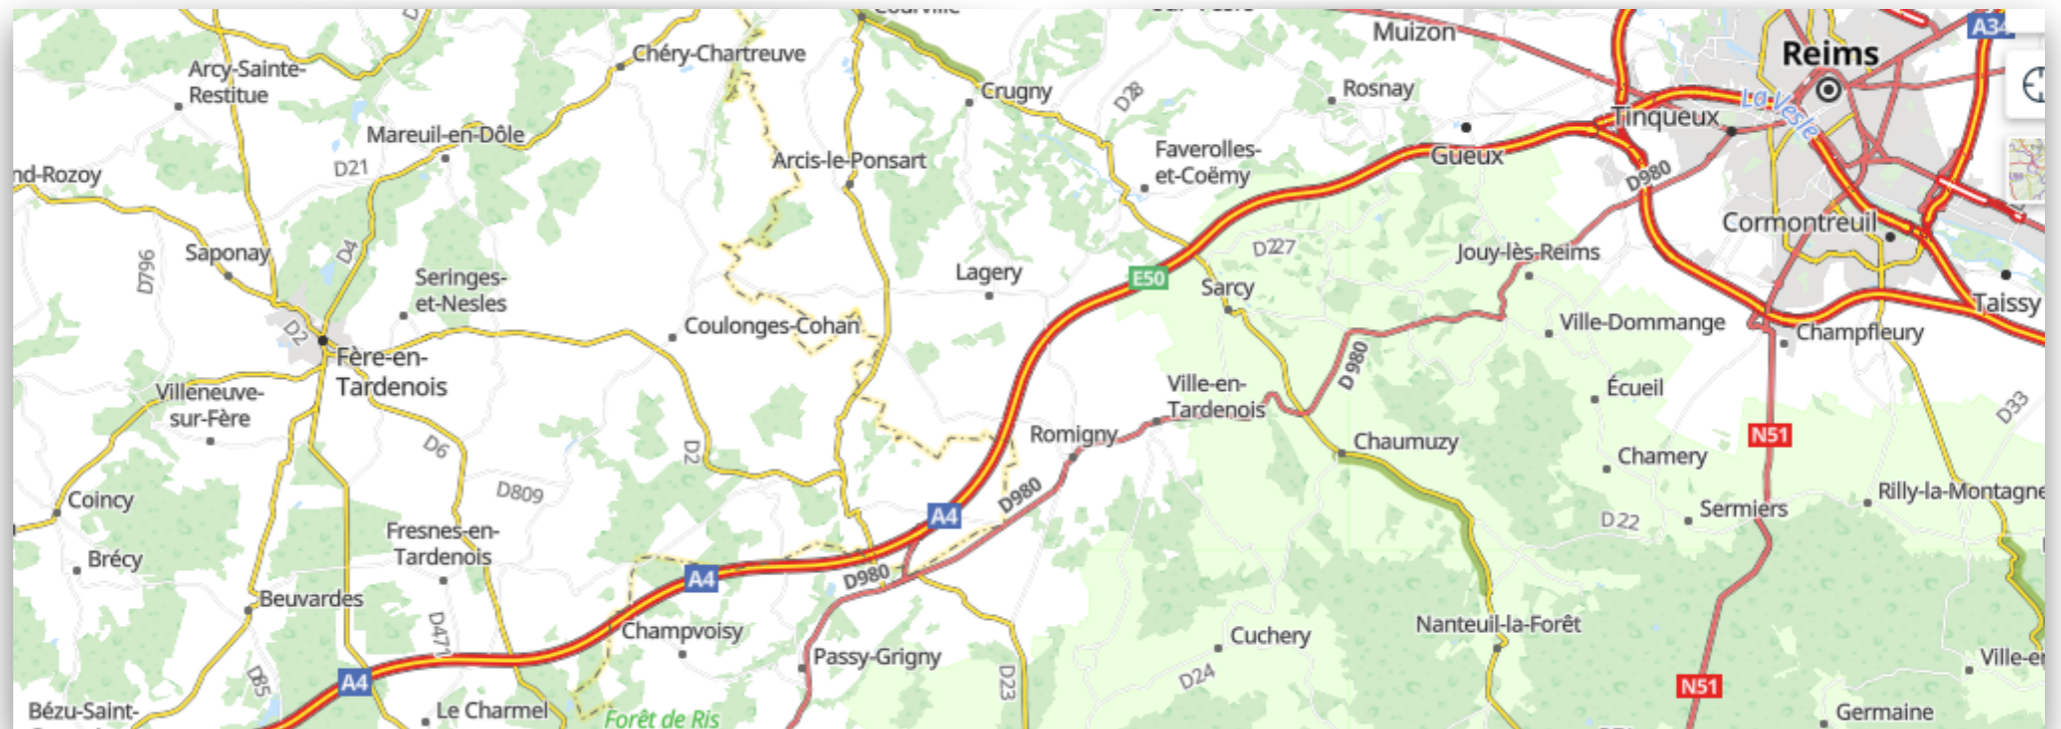 Muizon
Reims
A34
Chéry-Chartreuve
Arcy-Sainte-
Restitue
Crugny
D28
Rosnay
La Vesle
Tinqueux
Mareuil-en-Dôle
D21
Arcis-le-Ponsart
Faverolles-
et-Coëmy
Gueux
D980
nd-Rozoy
Cormontreuil
Saponay
D796
D4
Seringes-
et-Nesles
Lagery
E50
D227
Jouy-lès-Reims
Sarcy
Taissy
D2
Coulonges-Cohan
Ville-Dommange
Champfleury
Fère-en-
Tardenois
D980
Villeneuve-
sur-Fère
Ville-en-
Tardenois
Écueil
D33
D6
D2
Romigny
Chaumuzy
N51
Chamery
Coincy
D809
D980
A4
Rilly-la-Montagne
Sermiers
D22
Fresnes-en-
Tardenois
Brécy
A4
D980
Beuvardes
D471
Champvoisy
Cuchery
Nanteuil-la-Forêt
Passy-Grigny
Ville-en
D85
A4
D23
D24
N51
Bézu-Saint-
Le Charmel
Forêt de Ris
Germaine